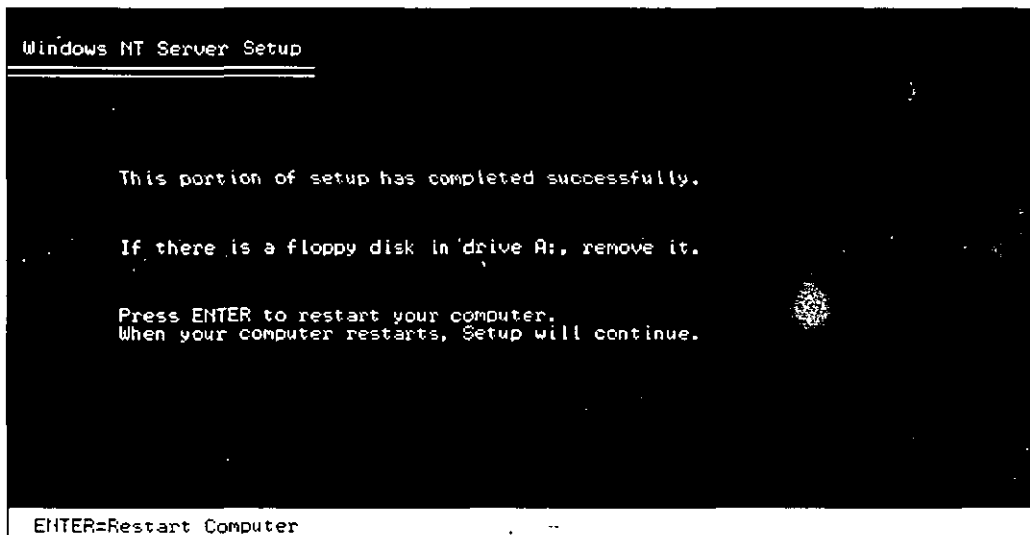 Windows NT Server Setup
This portion of setup has completed successfully.
If there is a floppy disk in drive A:, remove it.
Press ENTER to restart your computer.
When your computer restarts, Setup will continue.
ENTER=Restart Computer